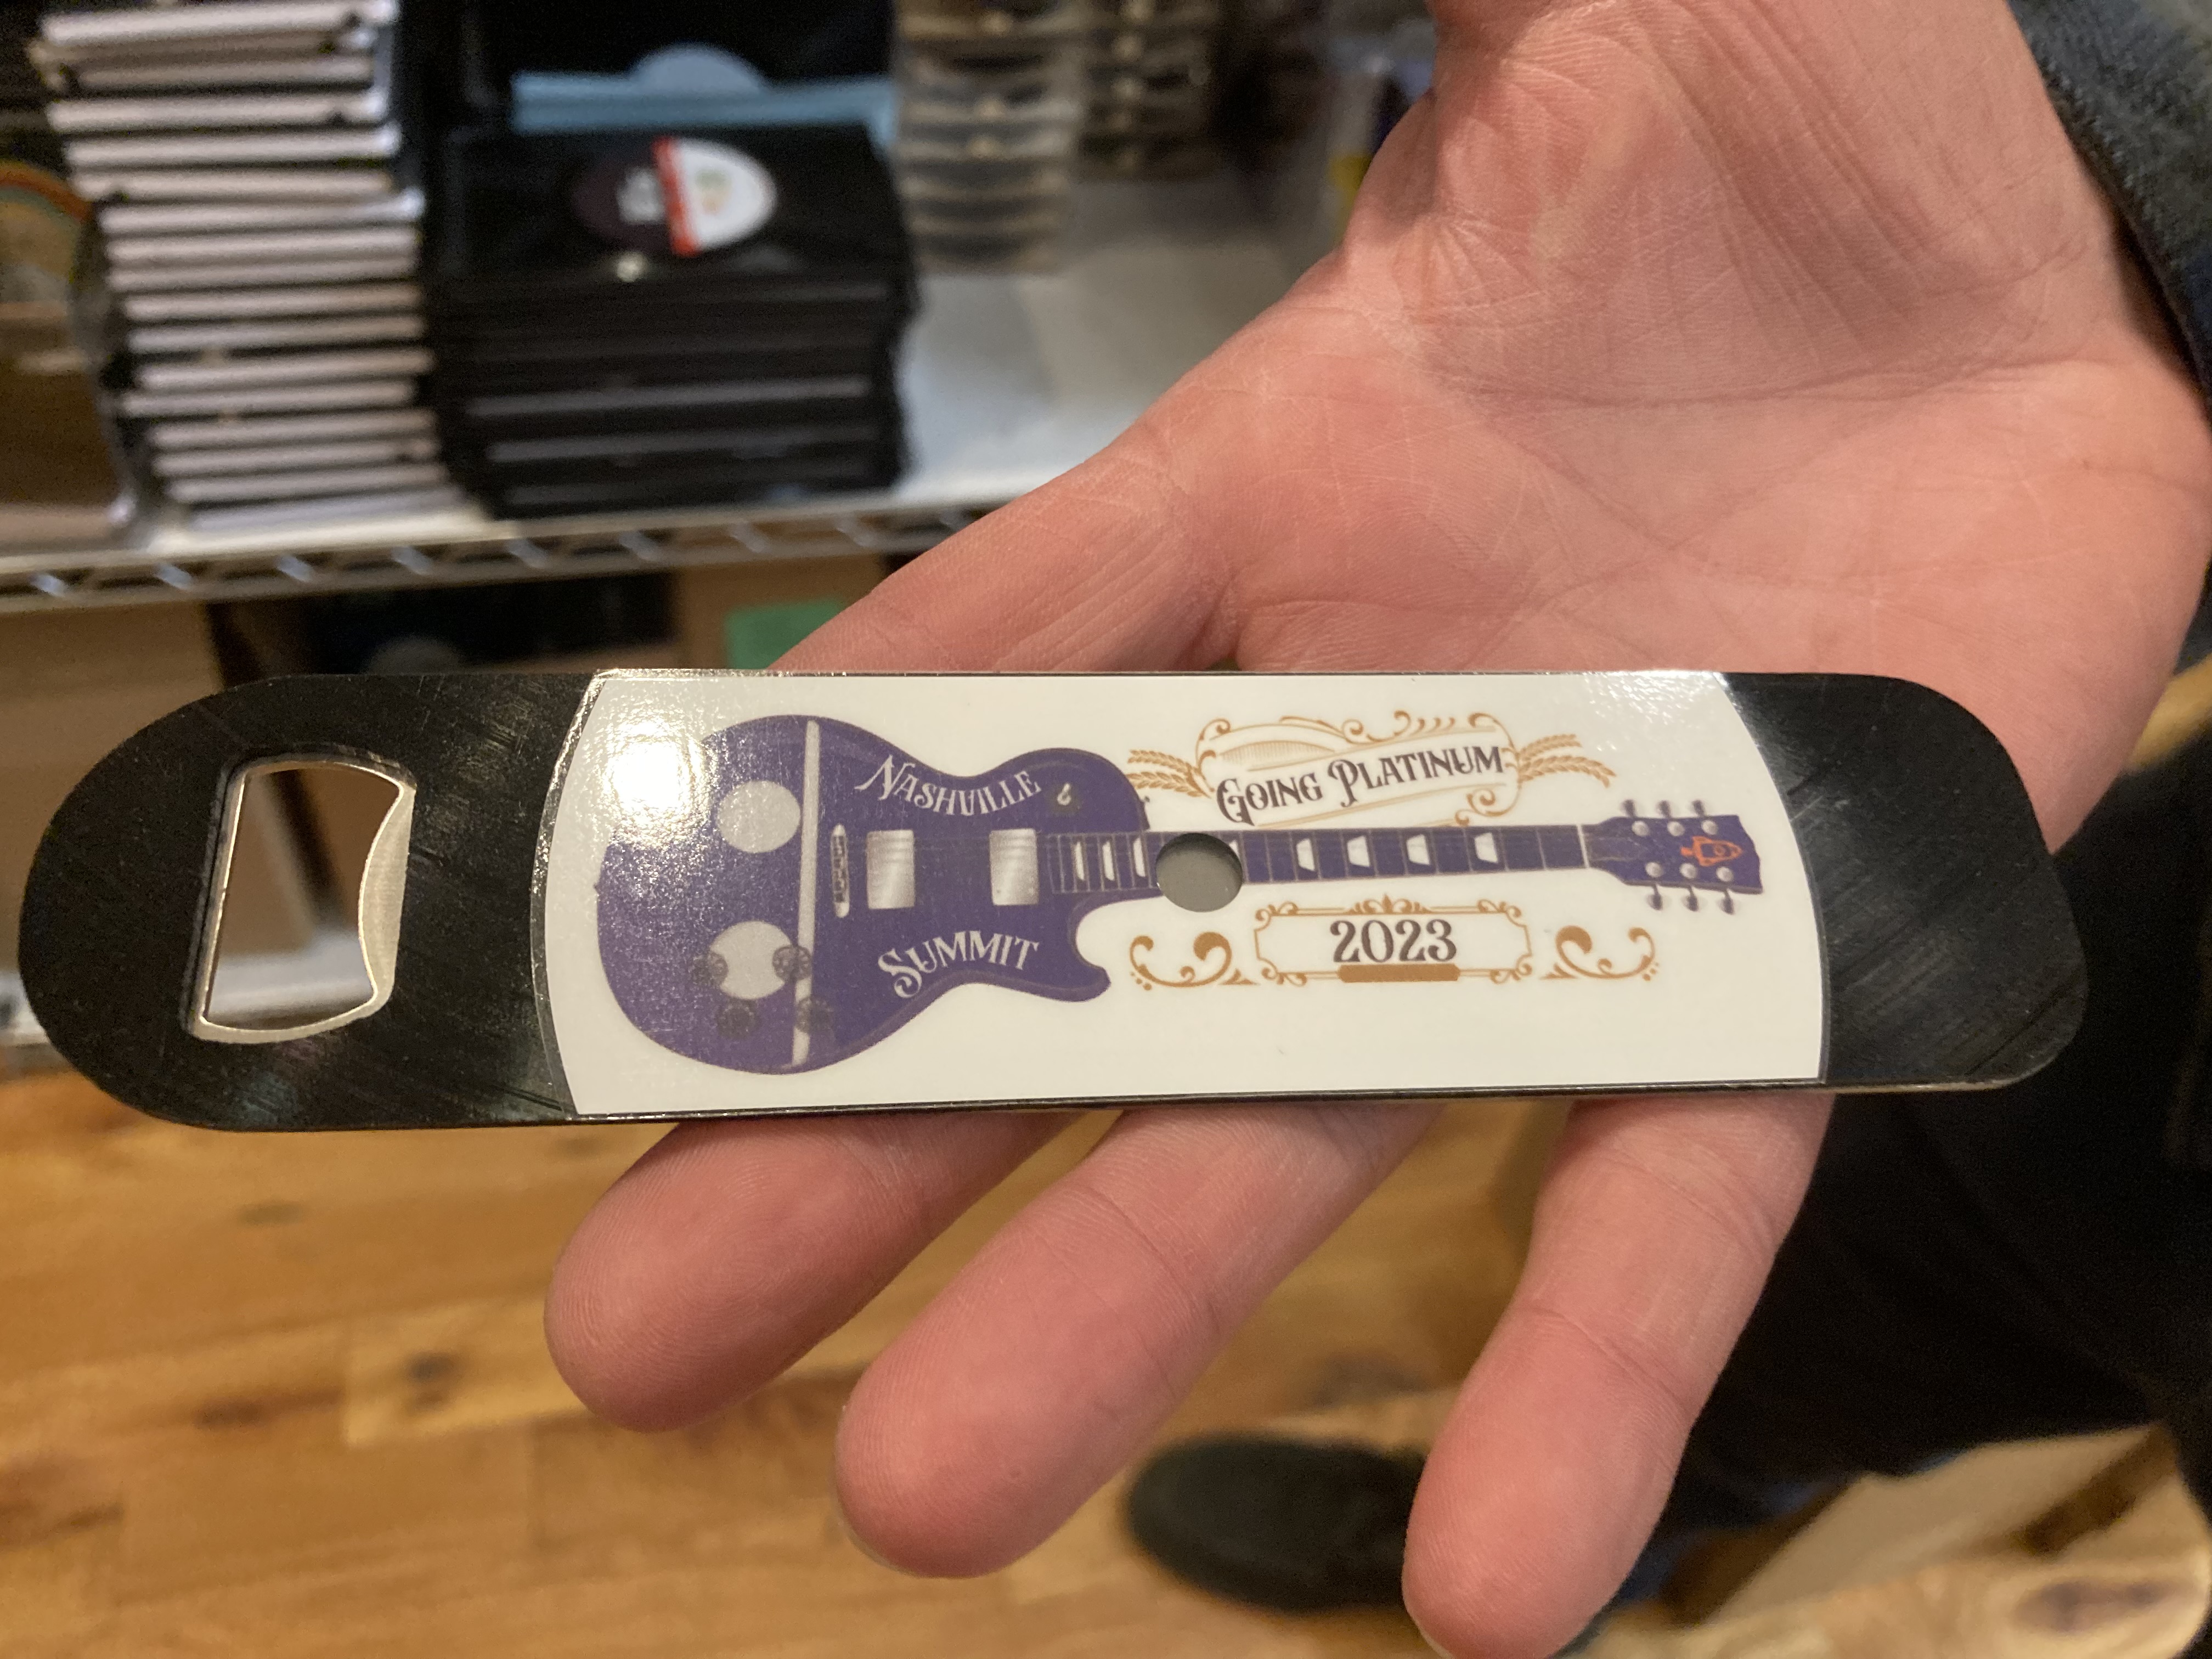 NASHVILLE
SUMMIT
GOING PLATINUM
2023